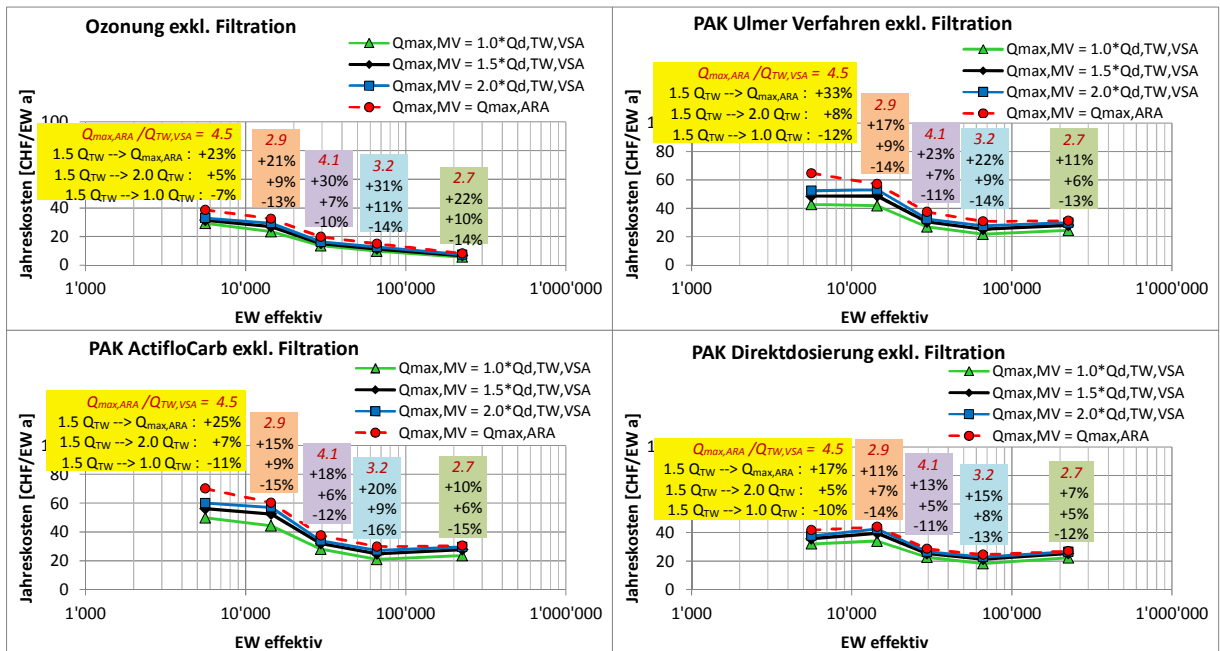 Ozonung exkl. Filtration
Qmax,MV = 1.0*Qd,TW,VSA
Qmax,MV = 1.5*Qd,TW,VSA
Qmax,MV = 2.0*Qd,TW,VSA
Qmax,MV = Qmax,ARA
Jahreskosten [CHF/EW a]
100
40
20
0
Qmax,ARA /QTW,VSA = 4.5
1.5 QTW --> Qmax,ARA : +23%
1.5 QTW --> 2.0 QTW : +5%
1.5 QTW --> 1.0 QTW : -7%
2.9
+21%
+9%
-13%
4.1
+30%
+7%
-10%
3.2
+31%
+11%
-14%
2.7
+22%
+10%
-14%
1'000 10'000 100'000 1'000'000
EW effektiv
PAK Ulmer Verfahren exkl. Filtration
Qmax,MV = 1.0*Qd,TW,VSA
Qmax,MV = 1.5*Qd,TW,VSA
Qmax,MV = 2.0*Qd,TW,VSA
Qmax,MV = Qmax,ARA
Jahreskosten [CHF/EW a]
80
60
40
20
0
Qmax,ARA /QTW,VSA = 4.5
1.5 QTW --> Qmax,ARA : +33%
1.5 QTW --> 2.0 QTW : +8%
1.5 QTW --> 1.0 QTW : -12%
2.9
+17%
+9%
-14%
4.1
+23%
+7%
-11%
3.2
+22%
+9%
-14%
2.7
+11%
+6%
-13%
1'000 10'000 100'000 1'000'000
EW effektiv
PAK ActifloCarb exkl. Filtration
Qmax,MV = 1.0*Qd,TW,VSA
Qmax,MV = 1.5*Qd,TW,VSA
Qmax,MV = 2.0*Qd,TW,VSA
Qmax,MV = Qmax,ARA
Jahreskosten [CHF/EW a]
80
60
40
20
0
Qmax,ARA /QTW,VSA = 4.5
1.5 QTW --> Qmax,ARA : +25%
1.5 QTW --> 2.0 QTW : +7%
1.5 QTW --> 1.0 QTW : -11%
2.9
+15%
+9%
-15%
4.1
+18%
+6%
-12%
3.2
+20%
+9%
-16%
2.7
+10%
+6%
-15%
1'000 10'000 100'000 1'000'000
EW effektiv
PAK Direktdosierung exkl. Filtration
Qmax,MV = 1.0*Qd,TW,VSA
Qmax,MV = 1.5*Qd,TW,VSA
Qmax,MV = 2.0*Qd,TW,VSA
Qmax,MV = Qmax,ARA
Jahreskosten [CHF/EW a]
40
20
0
Qmax,ARA /QTW,VSA = 4.5
1.5 QTW --> Qmax,ARA : +17%
1.5 QTW --> 2.0 QTW : +5%
1.5 QTW --> 1.0 QTW : -10%
2.9
+11%
+7%
-14%
4.1
+13%
+5%
-11%
3.2
+15%
+8%
-13%
2.7
+7%
+5%
-12%
1'000 10'000 100'000 1'000'000
EW effektiv